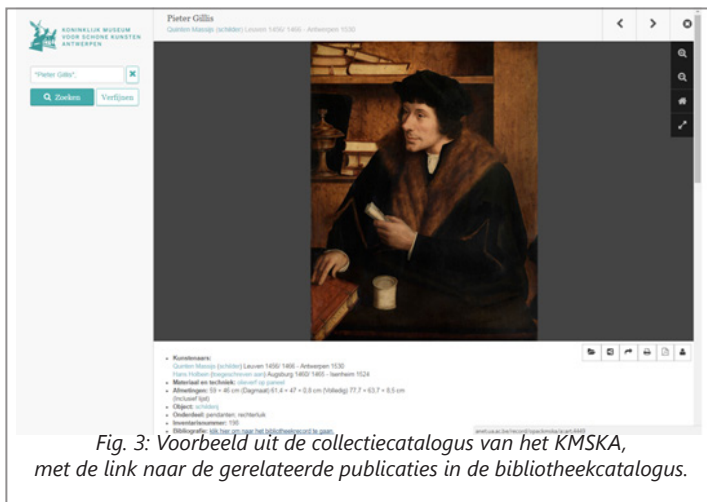 KONINKLIJK MUSEUM
VOOR SCHONE KUNSTEN
ANTWERPEN
"Pieter Gillis",
Zoeken
Verfijnen
Pieter Gillis
Quinten Massijs (schilder) Leuven 1456/ 1466 - Antwerpen 1530
Kunstenaars:
Quinten Massijs (schilder) Leuven 1456/ 1466 - Antwerpen 1530
Hans Holbein (toegeschreven aan) Augsburg 1460/ 1465 - Isenheim 1524
Materiaal en techniek: olieverf op paneel
Afmetingen: 59 × 46 cm (Dagmaat) 61.4 × 47 × 0.8 cm (Volledig) 77,7 × 63,7 × 8,5 cm
(Inclusief lijst)
Object: schilderij
Onderdeel: pendanten: rechterluik
Inventarisnummer: 198
Bibliografie: klik hier om naar het bibliotheekrecord te gaan.
Fig. 3: Voorbeeld uit de collectiecatalogus van het KMSKA,
met de link naar de gerelateerde publicaties in de bibliotheekcatalogus.